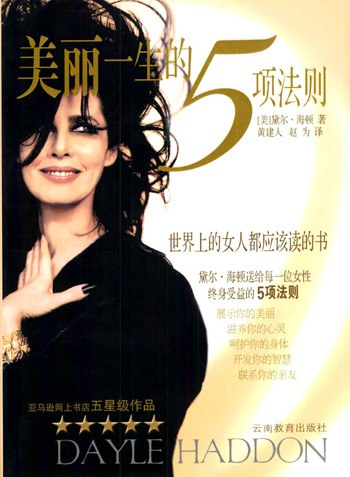 美丽一生的
5项法则
[美]黛尔·海顿 著
黄建人 赵为 译
世界上的女人都应该读的书
黛尔·海顿送给每一位女性
终身受益的5项法则
展示你的美丽
滋养你的心灵
呵护你的身体
开发你的智慧
联系你的亲友
亚马逊网上书店五星级作品
云南教育出版社
DAYLE HADDON